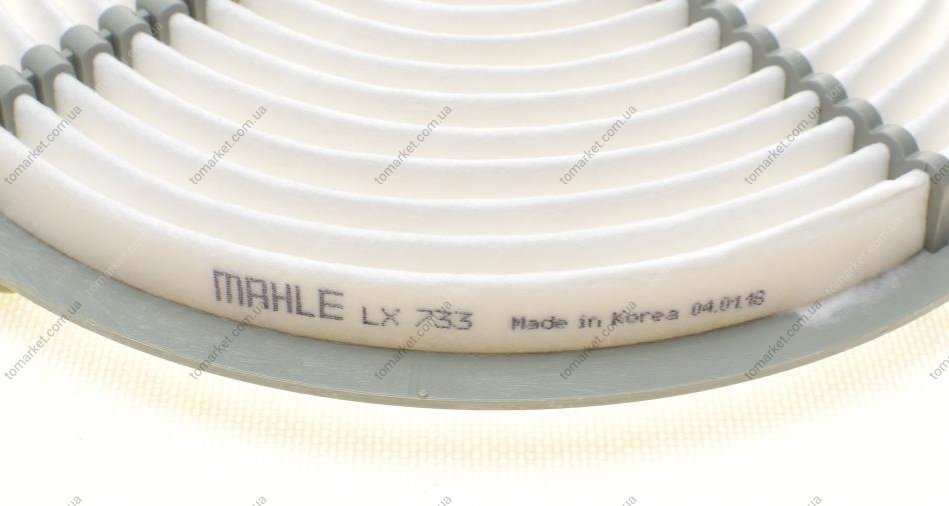 MAHLE LX 733 Made in Korea 04.01.18
tomarket.com.ua